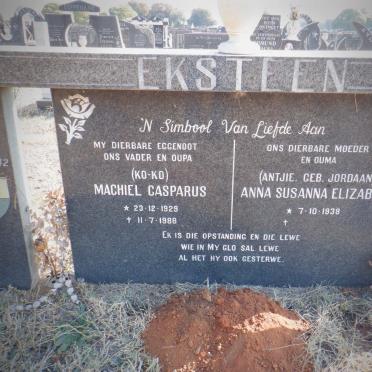 EKSTEEN
'N Simbool Van Liefde Aan
MY DIERBARE EGGENOOT
ONS VADER EN OUPA
(KO-KO)
MACHIEL CASPARUS
* 23-12-1929
† 11-7-1988
ONS DIERBARE MOEDER
EN OUMA
(ANTJIE. GEB. JORDAAN
ANNA SUSANNA ELIZAB
* 7-10-1938
†
EK IS DIE OPSTANDING EN DIE LEWE
WIE IN MY GLO SAL LEWE
AL HET HY OOK GESTERWE.